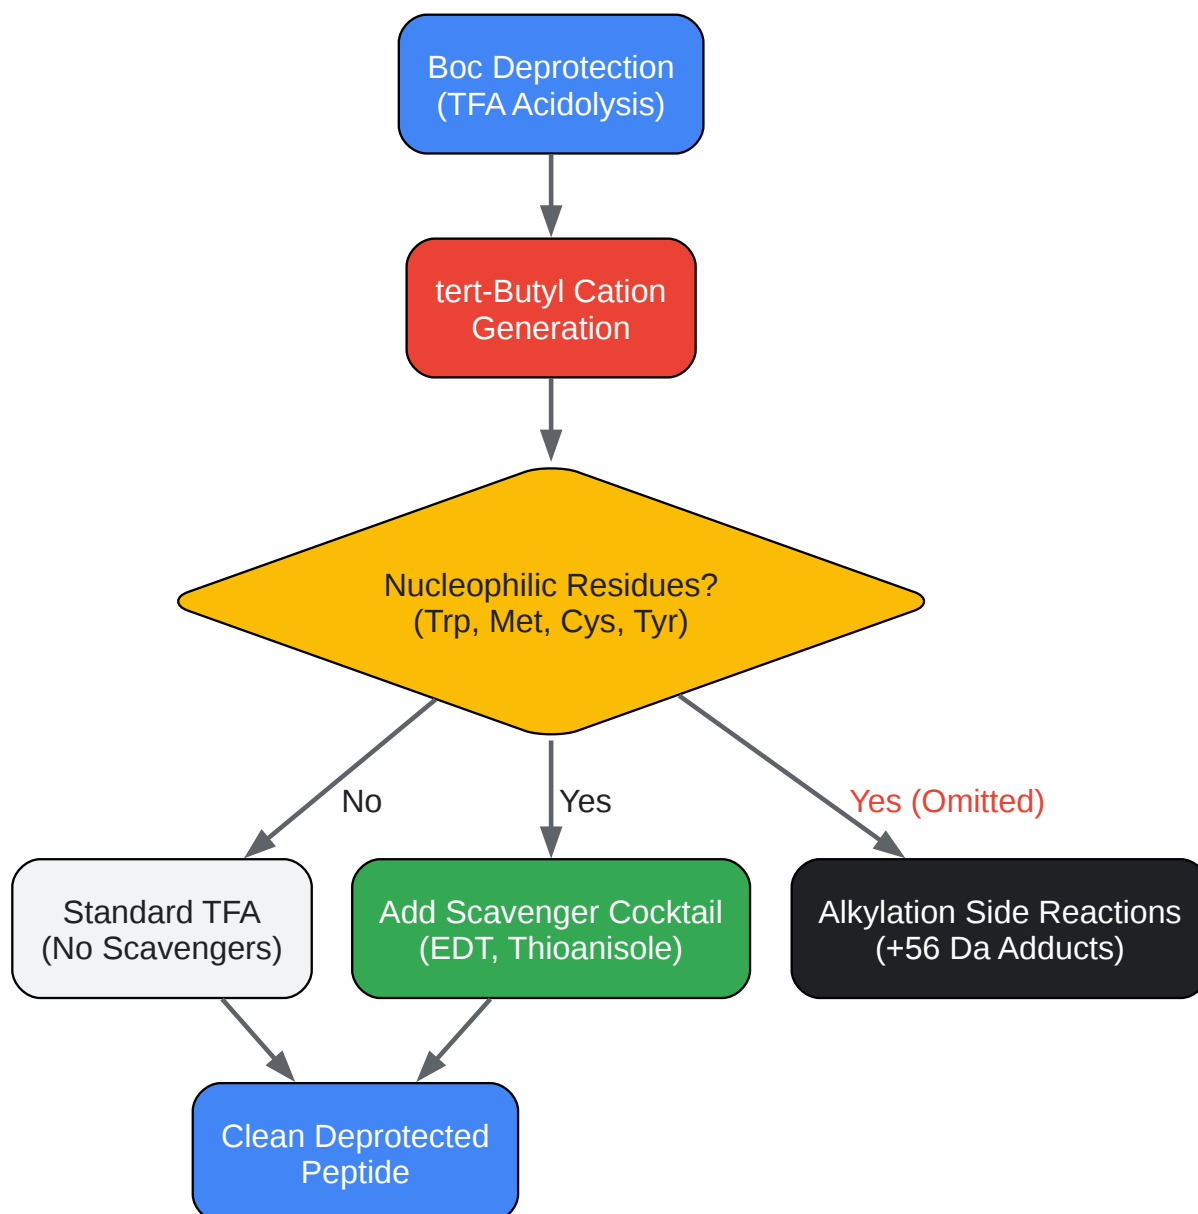 Boc Deprotection
(TFA Acidolysis)
tert-Butyl Cation
Generation
Nucleophilic Residues?
(Trp, Met, Cys, Tyr)
No
Yes
Yes (Omitted)
Standard TFA
(No Scavengers)
Add Scavenger Cocktail
(EDT, Thioanisole)
Alkylation Side Reactions
(+56 Da Adducts)
Clean Deprotected
Peptide